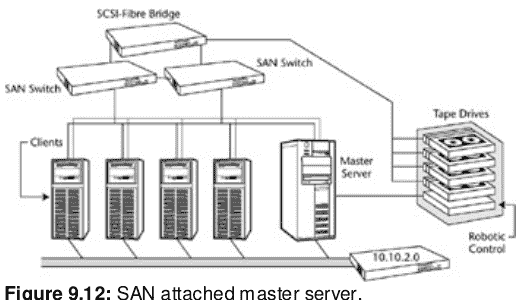 SCSI-Fibre Bridge
SAN Switch
SAN Switch
Tape Drives
Clients
Master
Server
Robotic
Control
10.10.2.0
Figure 9.12: SAN attached master server.